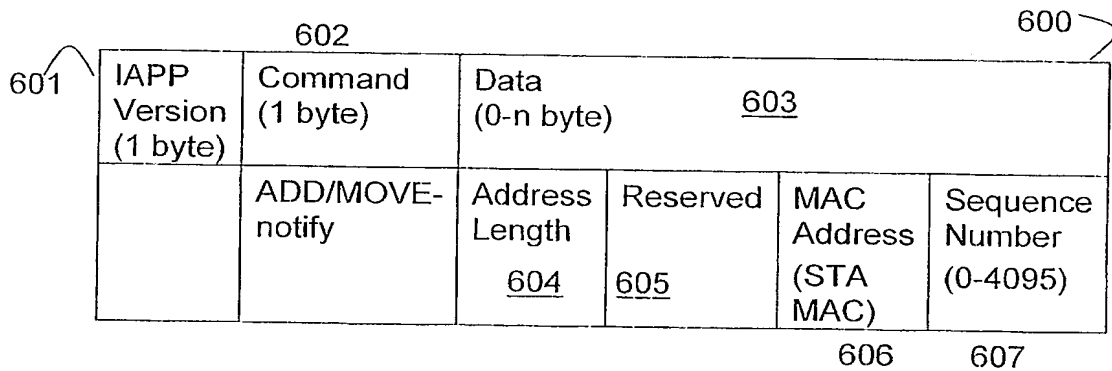 600
602
601
IAPP
Version
(1 byte)
Command
(1 byte)
Data
(0-n byte)
603
ADD/MOVE-
notify
Address
Length
604
Reserved
605
MAC
Address
(STA
MAC)
Sequence
Number
(0-4095)
606
607